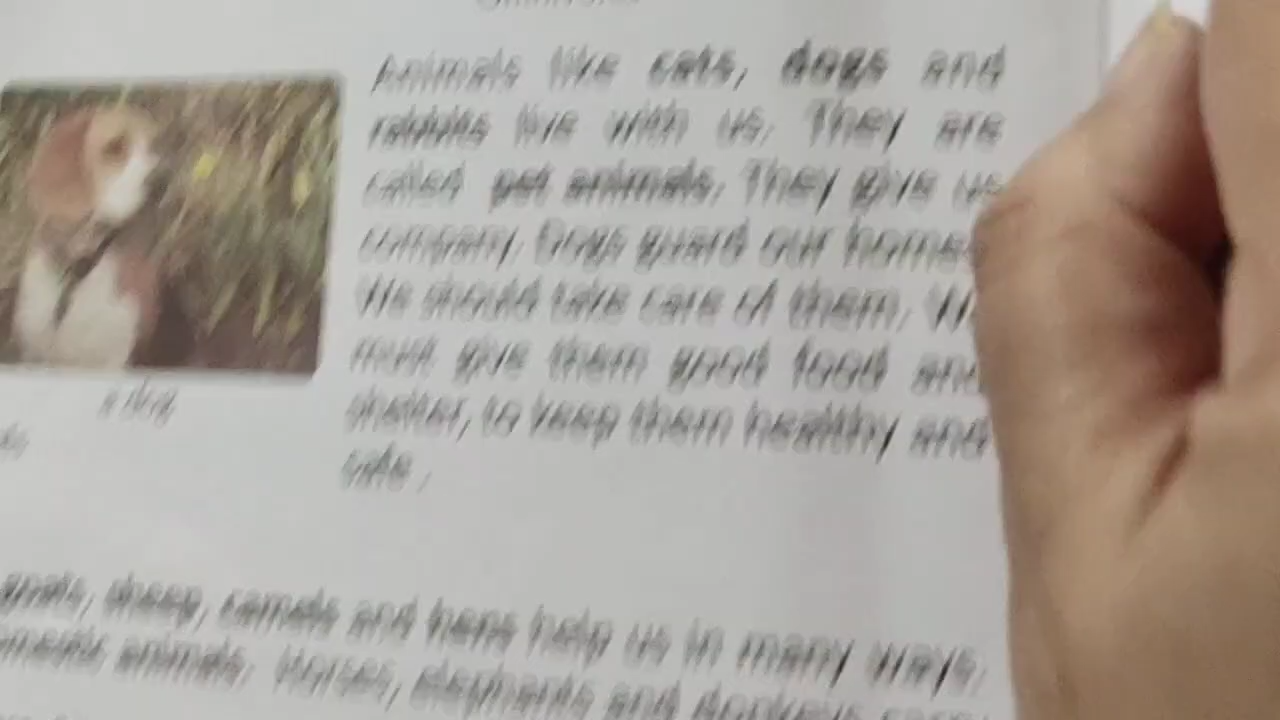 Animals like cats, dogs and
rabbits live with us. They are
called pet animals. They give us
company. Dogs guard our homes
We should take care of them. We
must give them good food and
shelter, to keep them healthy and
safe.
a dog
goats, sheep, camels and hens help us in many ways.
animals. Horses, elephants and donkeys carry